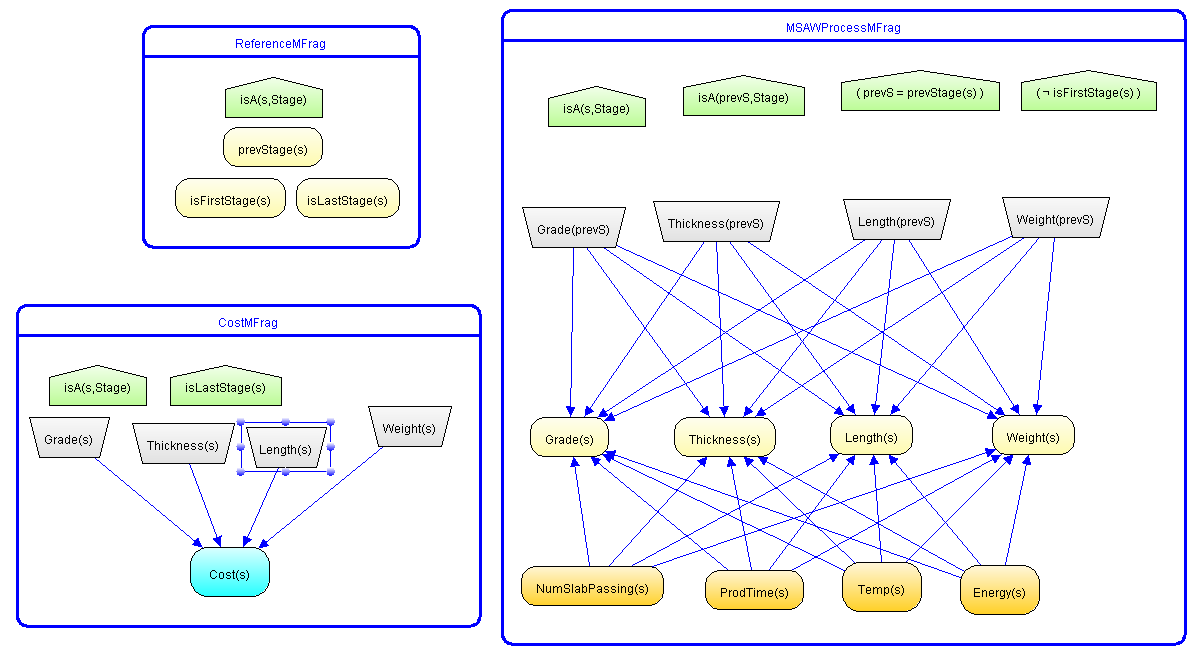 ReferenceMFrag
isA(s,Stage)
prevStage(s)
isFirstStage(s)
isLastStage(s)
CostMFrag
isA(s,Stage)
isLastStage(s)
Grade(s)
Thickness(s)
Length(s)
Weight(s)
Cost(s)
MSAWProcessMFrag
isA(s,Stage)
isA(prevS,Stage)
( prevS = prevStage(s) )
( ¬ isFirstStage(s) )
Grade(prevS)
Thickness(prevS)
Length(prevS)
Weight(prevS)
Grade(s)
Thickness(s)
Length(s)
Weight(s)
NumSlabPassing(s)
ProdTime(s)
Temp(s)
Energy(s)